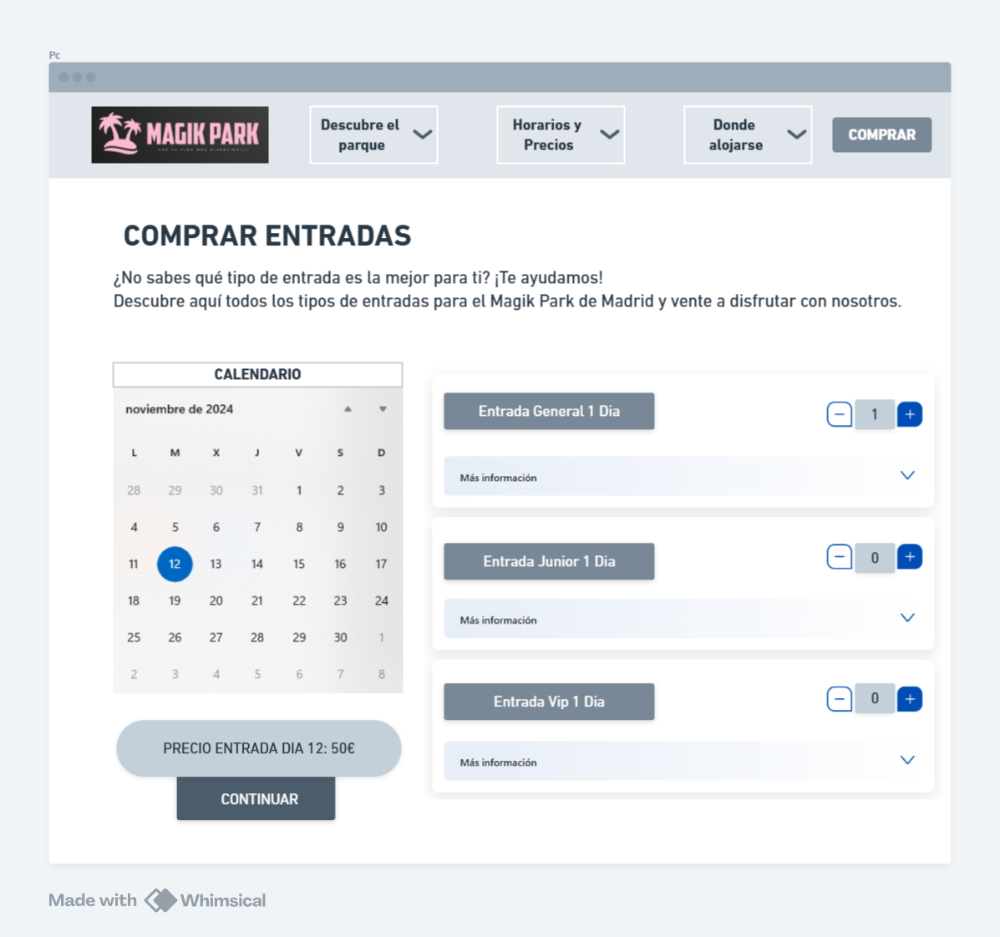 Pc
MAGIK PARK
Descubre el
parque
Horarios y
Precios
Donde
alojarse
COMPRAR
COMPRAR ENTRADAS
¿No sabes qué tipo de entrada es la mejor para ti? ¡Te ayudamos!
Descubre aquí todos los tipos de entradas para el Magik Park de Madrid y vente a disfrutar con nosotros.
CALENDARIO
noviembre de 2024
L M X J V S D
28 29 30 31 1 2 3
4 5 6 7 8 9 10
11 12 13 14 15 16 17
18 19 20 21 22 23 24
25 26 27 28 29 30 1
2 3 4 5 6 7 8
PRECIO ENTRADA DIA 12: 50€
CONTINUAR
Entrada General 1 Dia
1
Más información
Entrada Junior 1 Dia
0
Más información
Entrada Vip 1 Dia
0
Más información
Made with Whimsical